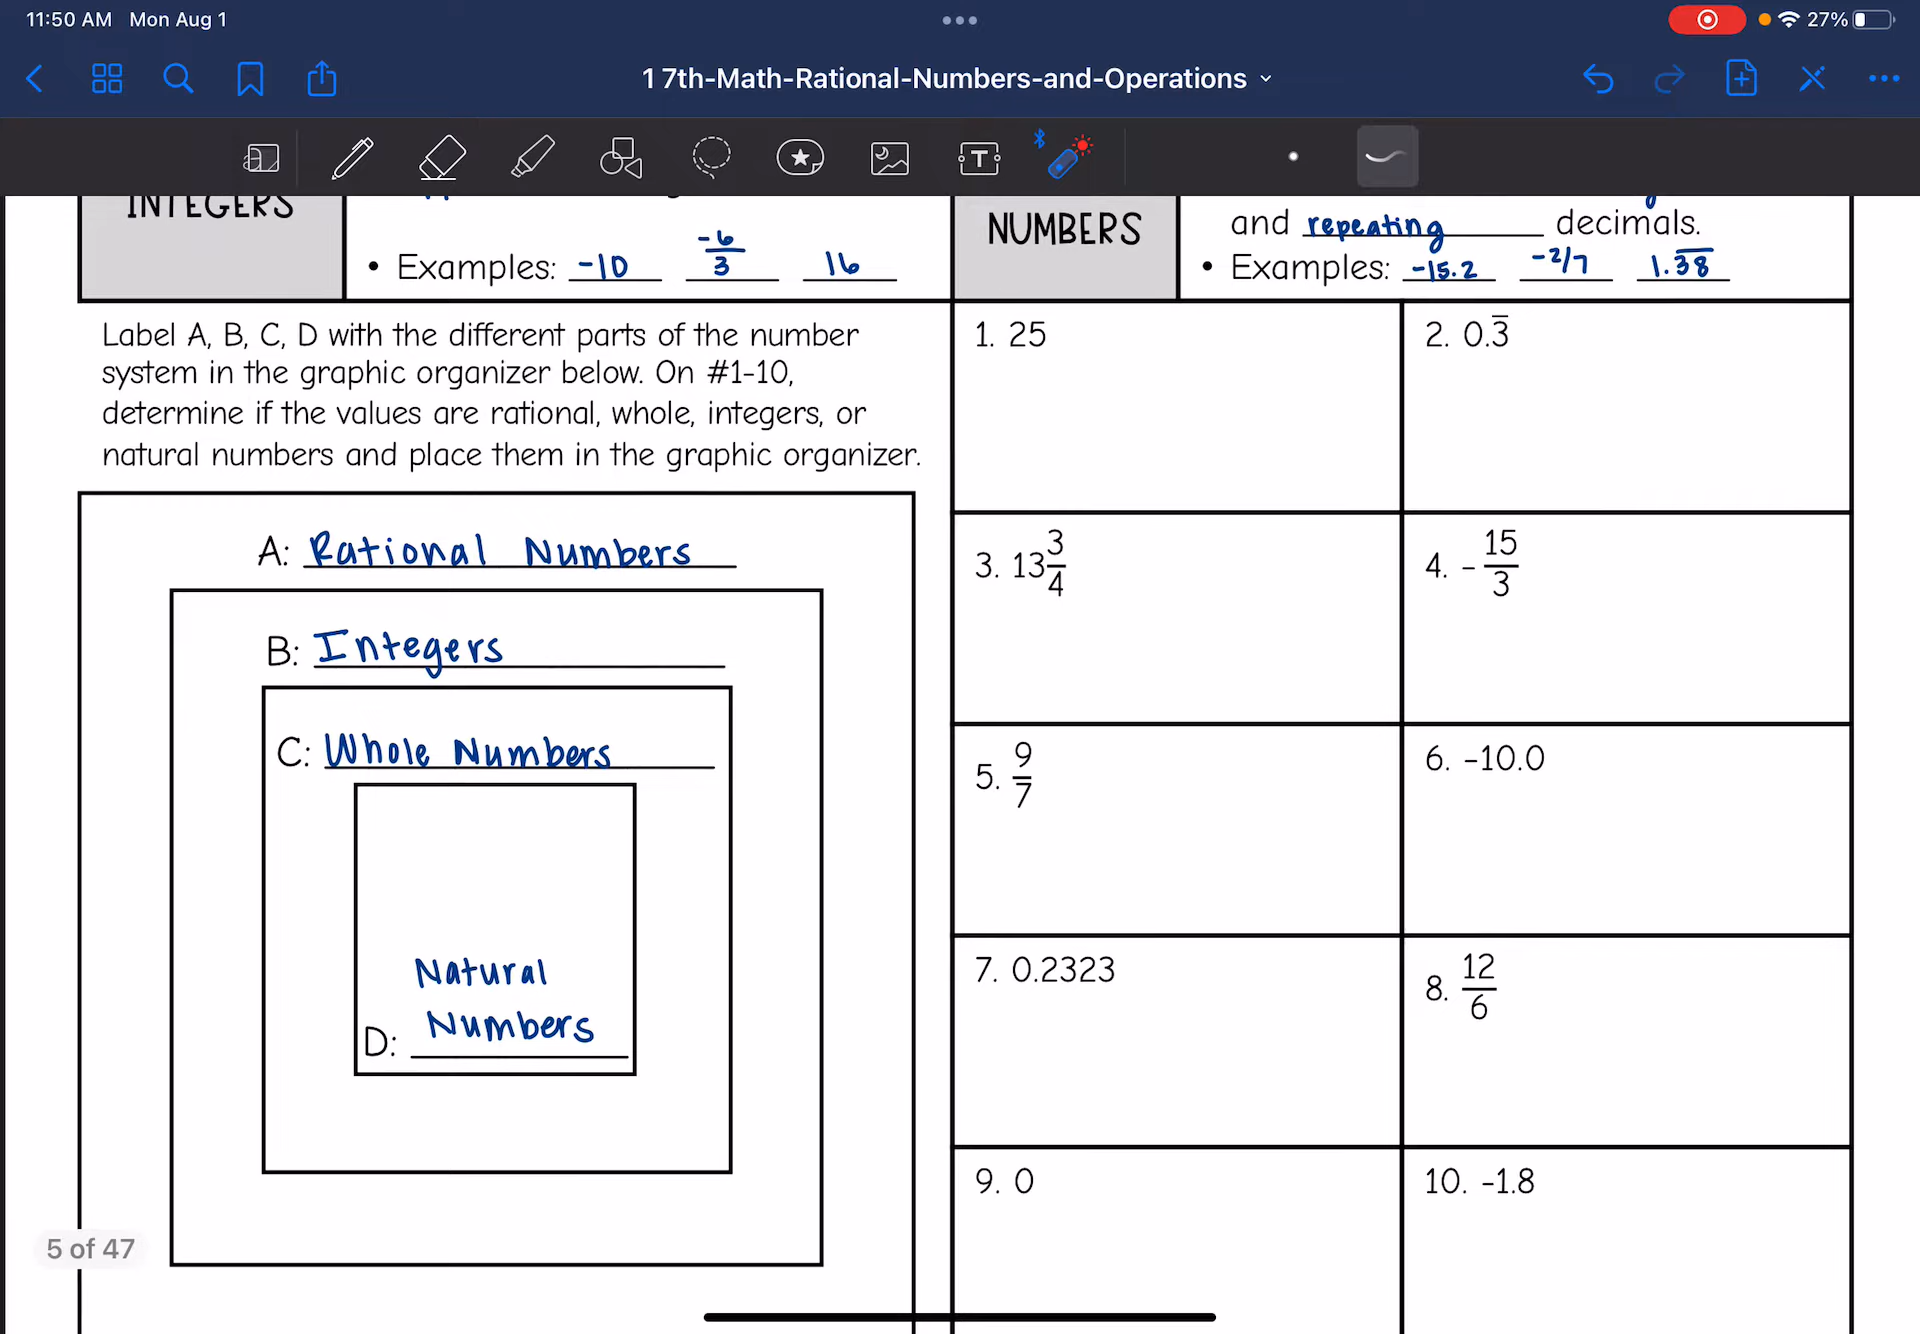 11:50 AM Mon Aug 1
27%
1 7th-Math-Rational-Numbers-and-Operations
INTEGERS
• Examples: -10 -6/3 16
NUMBERS
and repeating decimals.
• Examples: -15.2 -2/7 1.3̅8̅
Label A, B, C, D with the different parts of the number
system in the graphic organizer below. On #1-10,
determine if the values are rational, whole, integers, or
natural numbers and place them in the graphic organizer.
A: Rational Numbers
B: Integers
C: Whole Numbers
Natural
D: Numbers
1. 25
2. 0.3̅
3. 13 3/4
4. - 15/3
5. 9/7
6. -10.0
7. 0.2323
8. 12/6
9. 0
10. -1.8
5 of 47